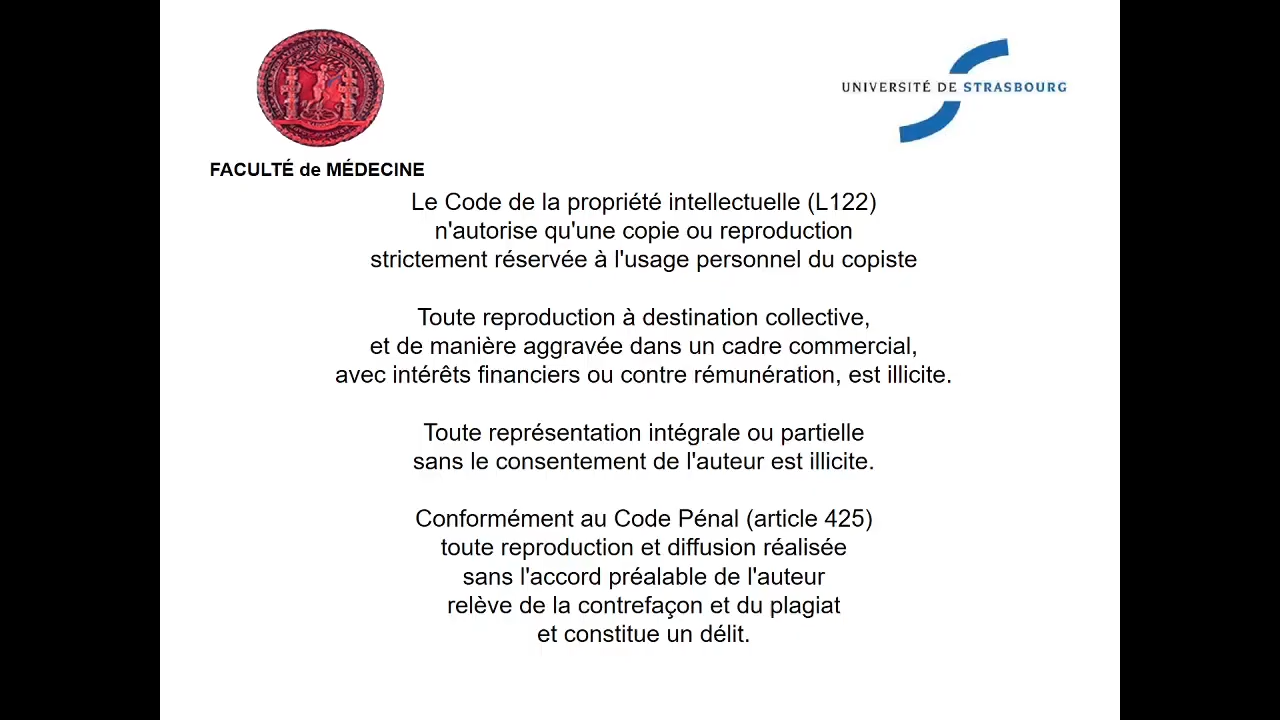 UNIVERSITÉ DE STRASBOURG
FACULTÉ de MÉDECINE
Le Code de la propriété intellectuelle (L122)
n'autorise qu'une copie ou reproduction
strictement réservée à l'usage personnel du copiste
Toute reproduction à destination collective,
et de manière aggravée dans un cadre commercial,
avec intérêts financiers ou contre rémunération, est illicite.
Toute représentation intégrale ou partielle
sans le consentement de l'auteur est illicite.
Conformément au Code Pénal (article 425)
toute reproduction et diffusion réalisée
sans l'accord préalable de l'auteur
relève de la contrefaçon et du plagiat
et constitue un délit.